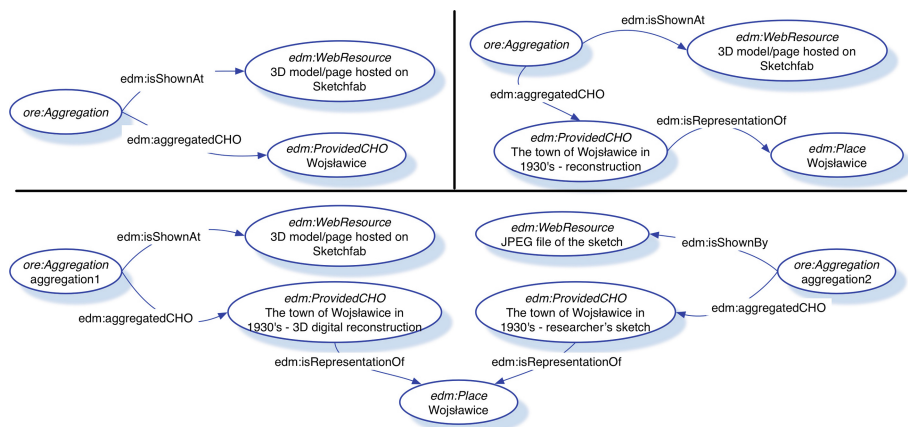 edm:WebResource
3D model/page hosted on
Sketchfab
edm:isShownAt
ore:Aggregation
edm:aggregatedCHO
edm:ProvidedCHO
Wojsławice
ore:Aggregation
edm:isShownAt
edm:WebResource
3D model/page hosted on
Sketchfab
edm:aggregatedCHO
edm:isRepresentationOf
edm:ProvidedCHO
The town of Wojsławice in
1930's - reconstruction
edm:Place
Wojsławice
edm:WebResource
3D model/page hosted on
Sketchfab
edm:isShownAt
ore:Aggregation
aggregation1
edm:aggregatedCHO
edm:ProvidedCHO
The town of Wojsławice in
1930's - 3D digital reconstruction
edm:isRepresentationOf
edm:WebResource
JPEG file of the sketch
edm:isShownBy
ore:Aggregation
aggregation2
edm:aggregatedCHO
edm:ProvidedCHO
The town of Wojsławice in
1930's - researcher's sketch
edm:isRepresentationOf
edm:Place
Wojsławice